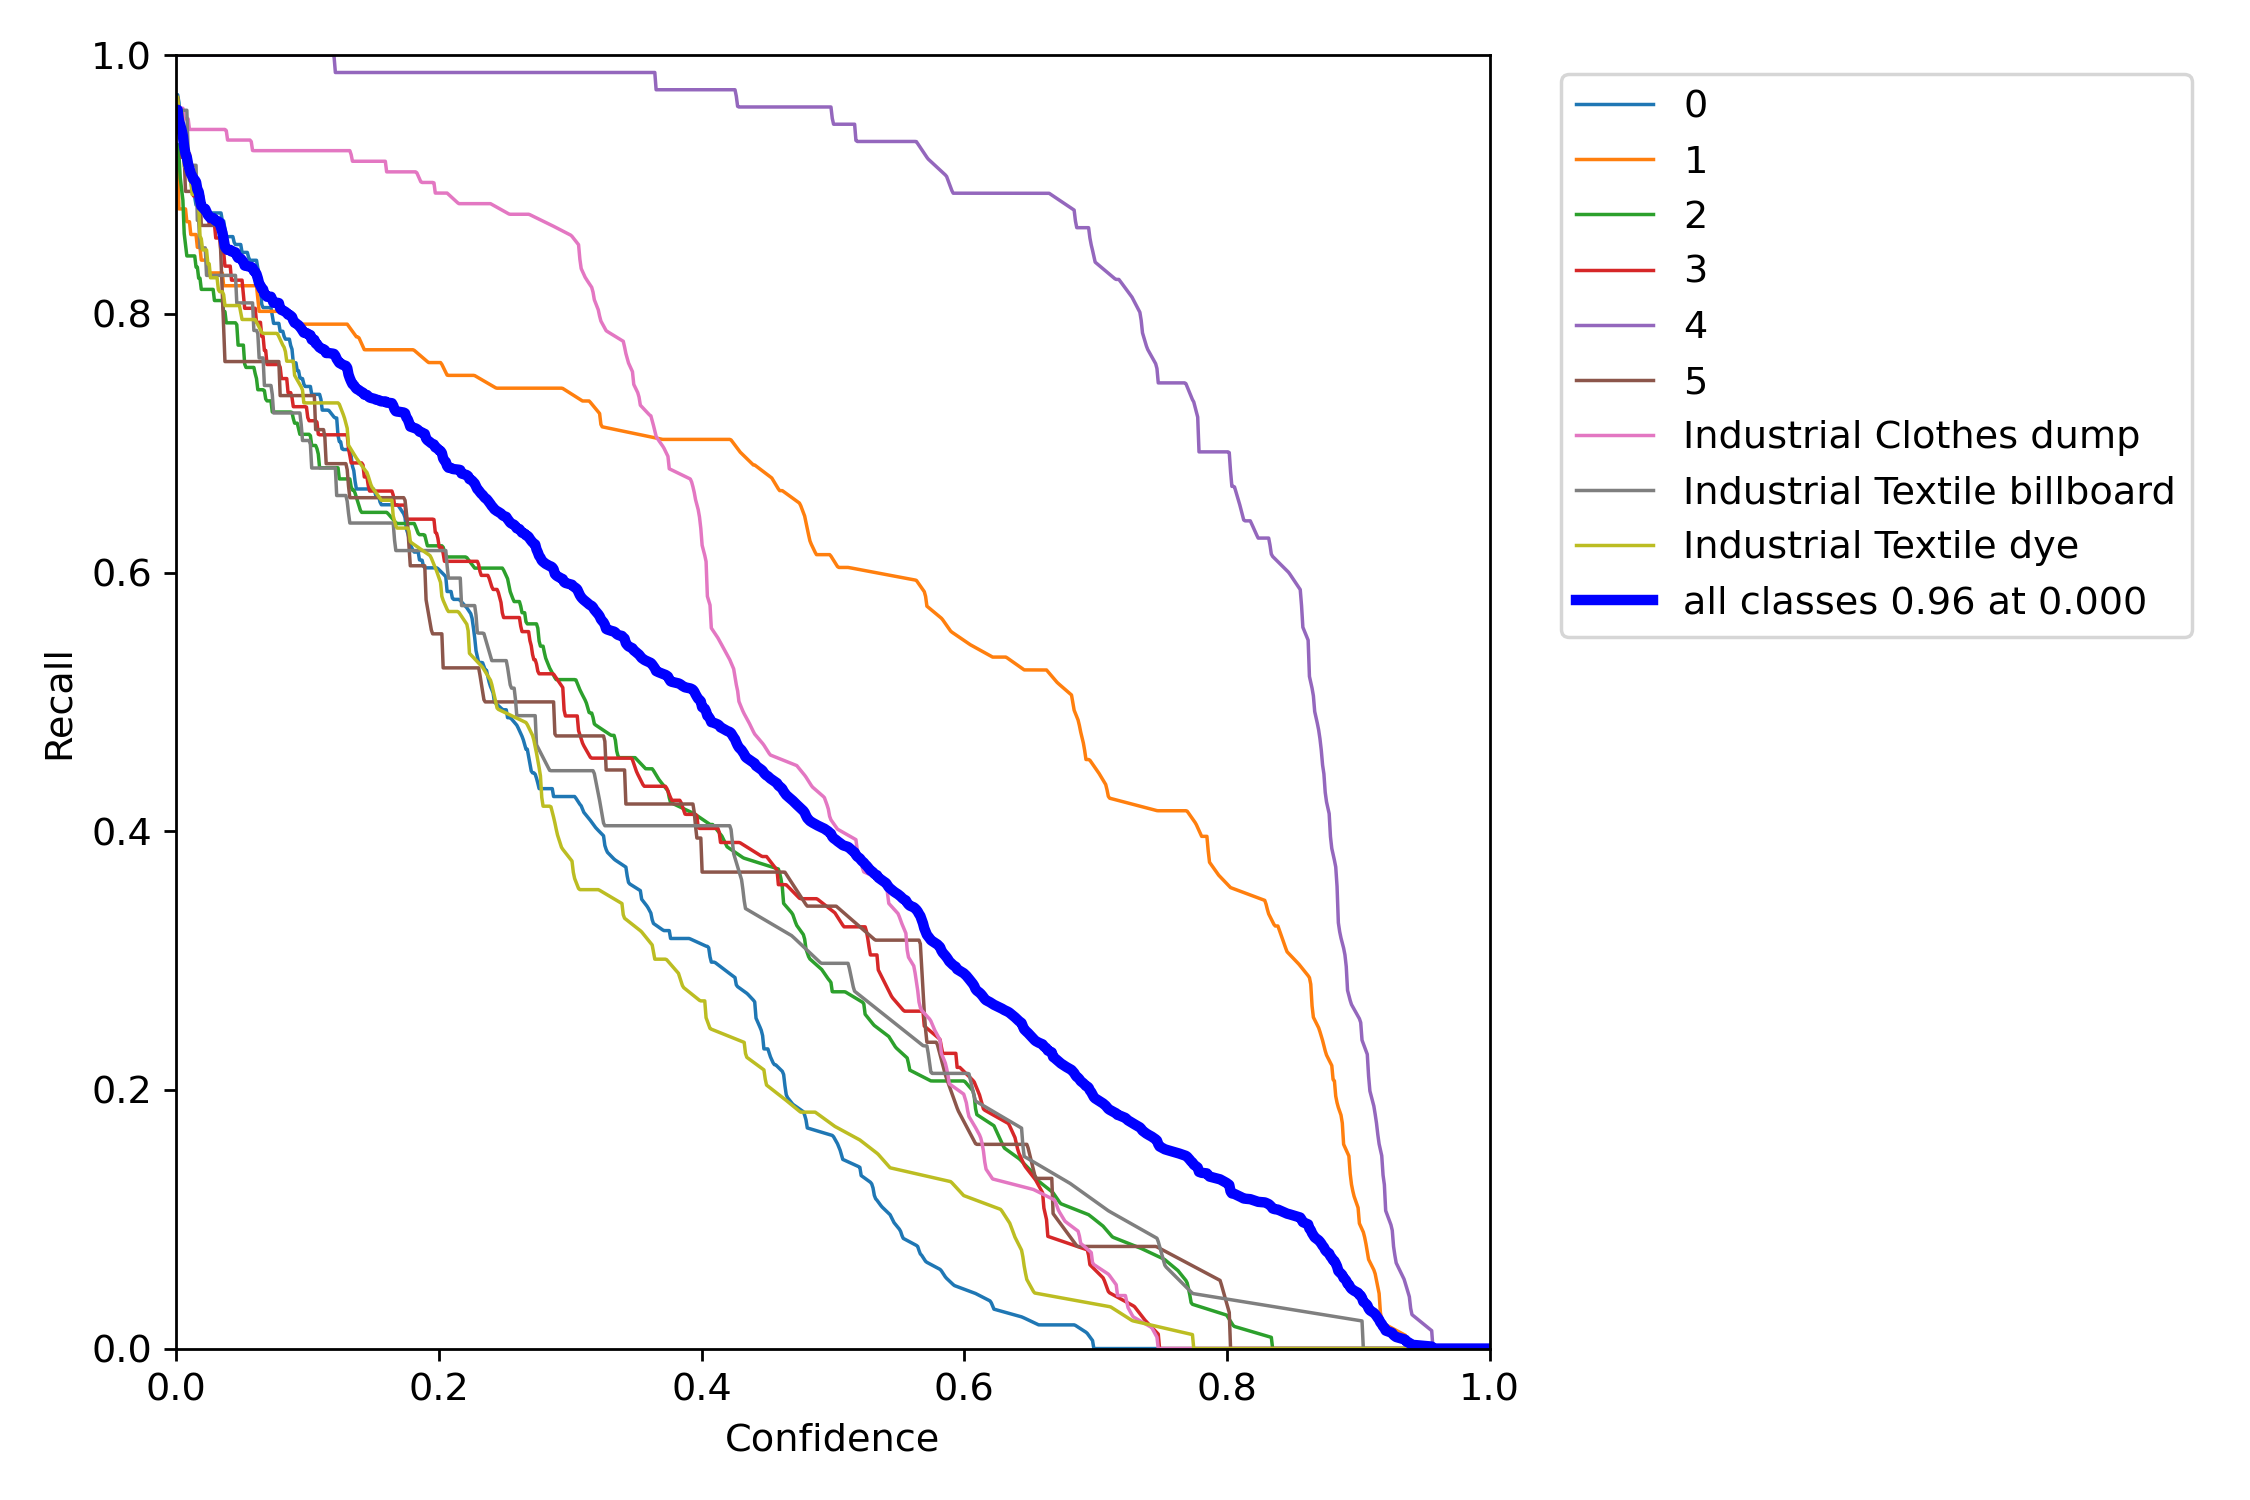 1.0
0.8
0.6
0.4
0.2
0.0
Recall
0.0 0.2 0.4 0.6 0.8 1.0
Confidence
0
1
2
3
4
5
Industrial Clothes dump
Industrial Textile billboard
Industrial Textile dye
all classes 0.96 at 0.000